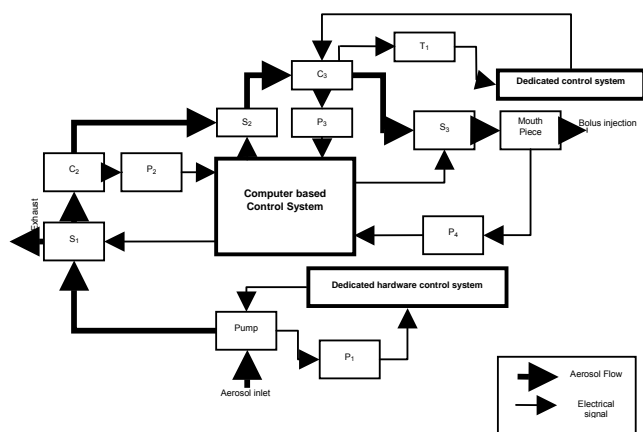 C3
T1
Dedicated control system
S2
P3
S3
Mouth
Piece
Bolus injection
C2
P2
Computer based
Control System
Exhaust
S1
P4
Dedicated hardware control system
Pump
P1
Aerosol inlet
Aerosol Flow
Electrical
signal